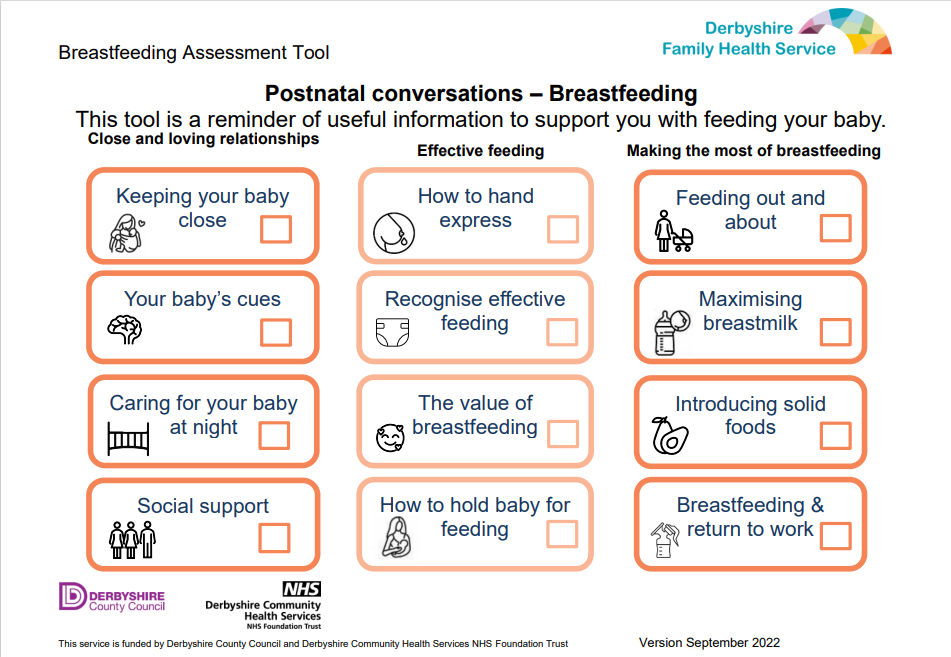 Breastfeeding Assessment Tool
Derbyshire
Family Health Service
Postnatal conversations – Breastfeeding
This tool is a reminder of useful information to support you with feeding your baby.
Close and loving relationships
Keeping your baby
close
Your baby's cues
Caring for your baby
at night
Social support
Effective feeding
How to hand
express
Recognise effective
feeding
The value of
breastfeeding
How to hold baby for
feeding
Making the most of breastfeeding
Feeding out and
about
Maximising
breastmilk
Introducing solid
foods
Breastfeeding &
return to work
DERBYSHIRE
County Council
NHS
Derbyshire Community
Health Services
NHS Foundation Trust
This service is funded by Derbyshire County Council and Derbyshire Community Health Services NHS Foundation Trust
Version September 2022